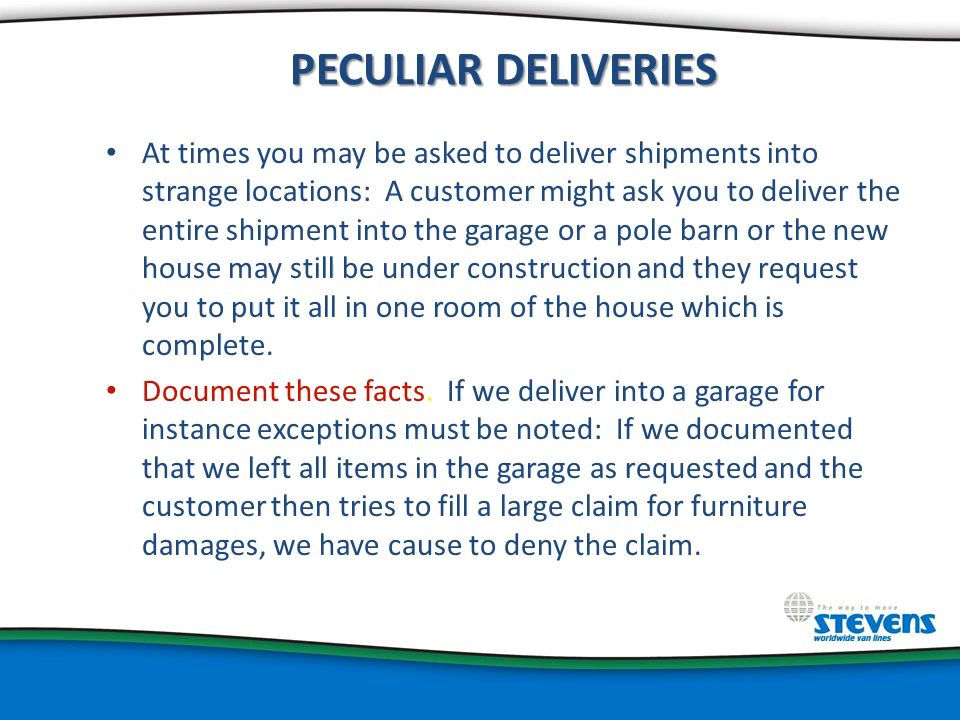 PECULIAR DELIVERIES
• At times you may be asked to deliver shipments into
strange locations:  A customer might ask you to deliver the
entire shipment into the garage or a pole barn or the new
house may still be under construction and they request
you to put it all in one room of the house which is
complete.
• Document these facts.  If we deliver into a garage for
instance exceptions must be noted:  If we documented
that we left all items in the garage as requested and the
customer then tries to fill a large claim for furniture
damages, we have cause to deny the claim.
The way to move
STEVENS
worldwide van lines